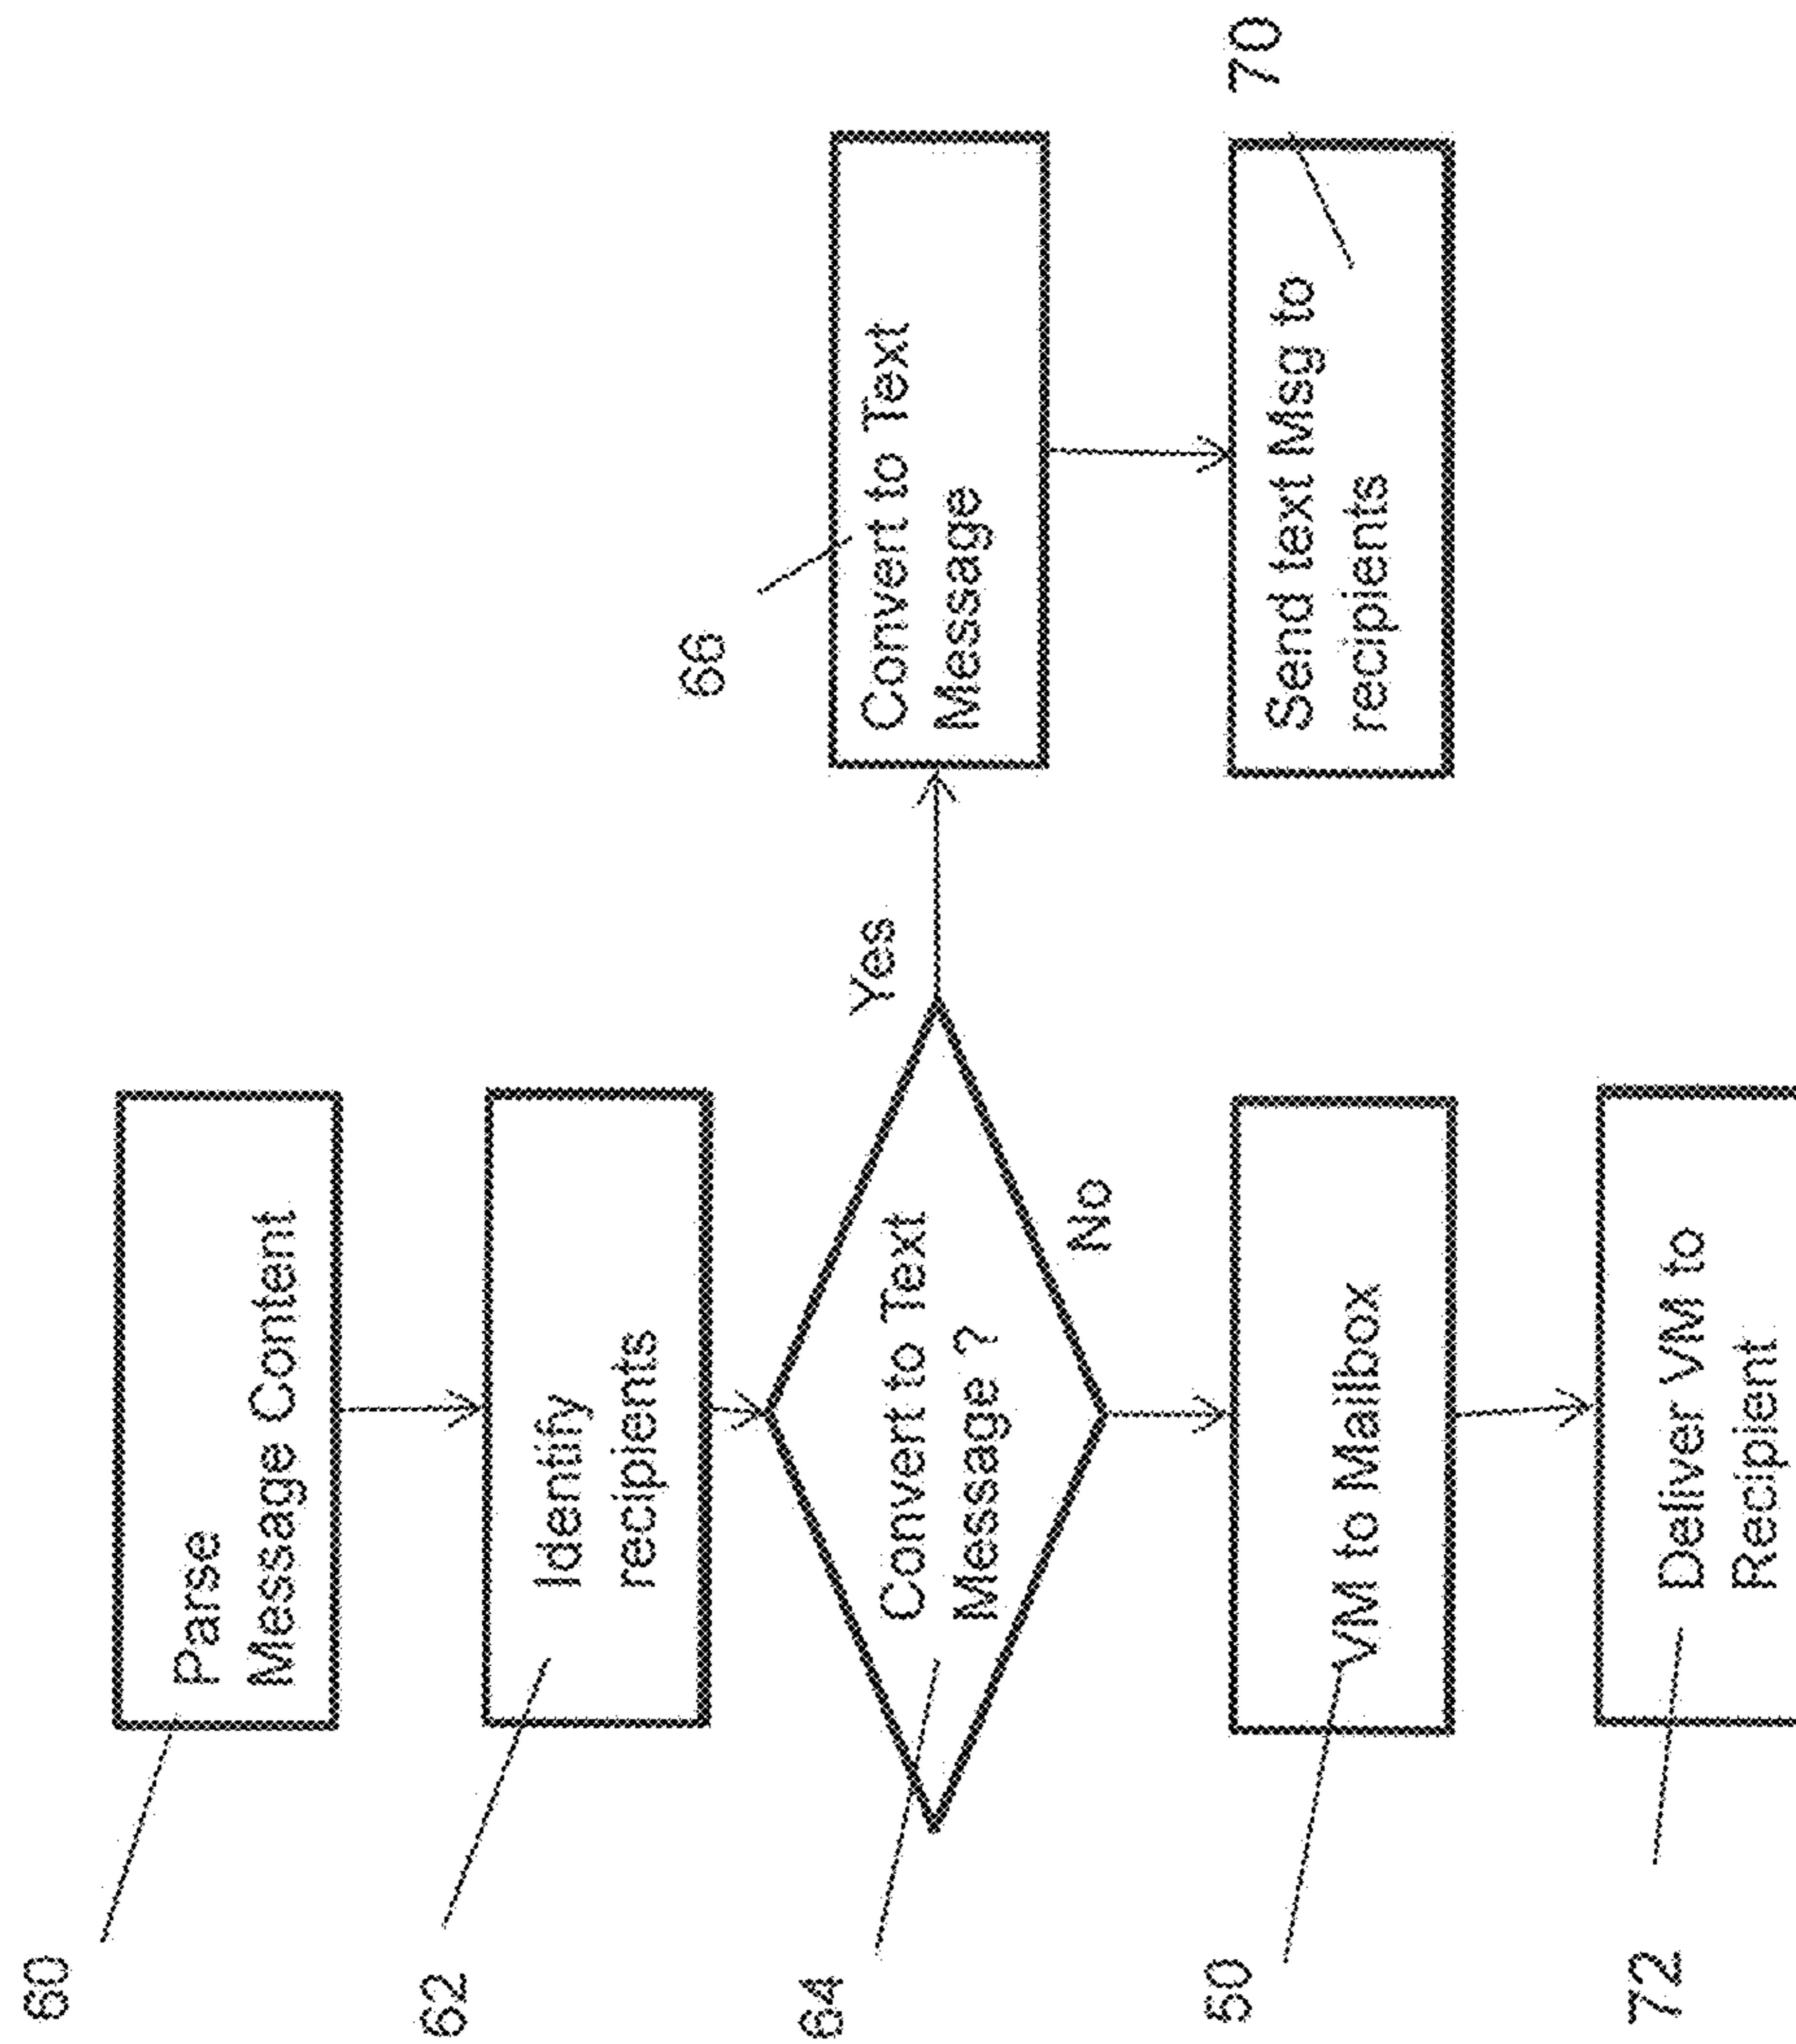 60
Parse
Message Content
62
Identify
recipients
64
Convert to Text
Message ?
Yes
66
Convert to Text
Message
No
50
VM to Mailbox
Send text Msg to
recipients
70
72
Deliver VM to
Recipient